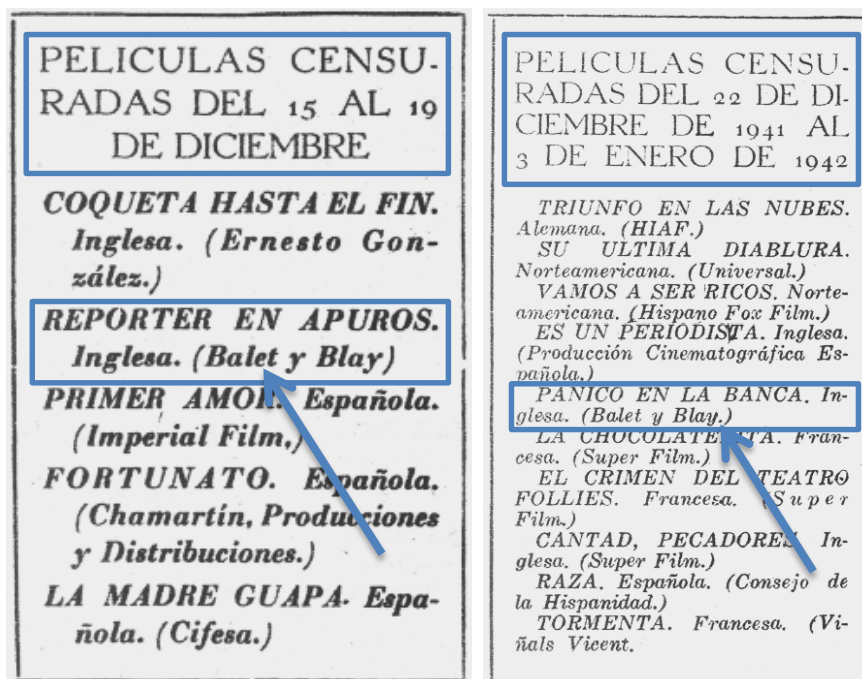 PELICULAS CENSU-
RADAS DEL 15 AL 19
DE DICIEMBRE
COQUETA HASTA EL FIN.
Inglesa. (Ernesto Gon-
zález.)
REPORTER EN APUROS.
Inglesa. (Balet y Blay)
PRIMER AMOR. Española.
(Imperial Film,)
FORTUNATO. Española.
(Chamartín, Producciones
y Distribuciones.)
LA MADRE GUAPA. Espa-
ñola. (Cifesa.)
PELICULAS CENSU-
RADAS DEL 22 DE DI-
CIEMBRE DE 1941 AL
3 DE ENERO DE 1942
TRIUNFO EN LAS NUBES.
Alemana. (HIAF.)
SU ULTIMA DIABLURA.
Norteamericana. (Universal.)
VAMOS A SER RICOS. Norte-
americana. (Hispano Fox Film.)
ES UN PERIODISTA. Inglesa.
(Producción Cinematográfica Es-
pañola.)
PANICO EN LA BANCA. In-
glesa. (Balet y Blay.)
LA CHOCOLATERITA. Fran-
cesa. (Super Film.)
EL CRIMEN DEL TEATRO
FOLLIES. Francesa. (Super
Film.)
CANTAD, PECADORES. In-
glesa. (Super Film.)
RAZA. Española. (Consejo de
la Hispanidad.)
TORMENTA. Francesa. (Vi-
ñals Vicent.